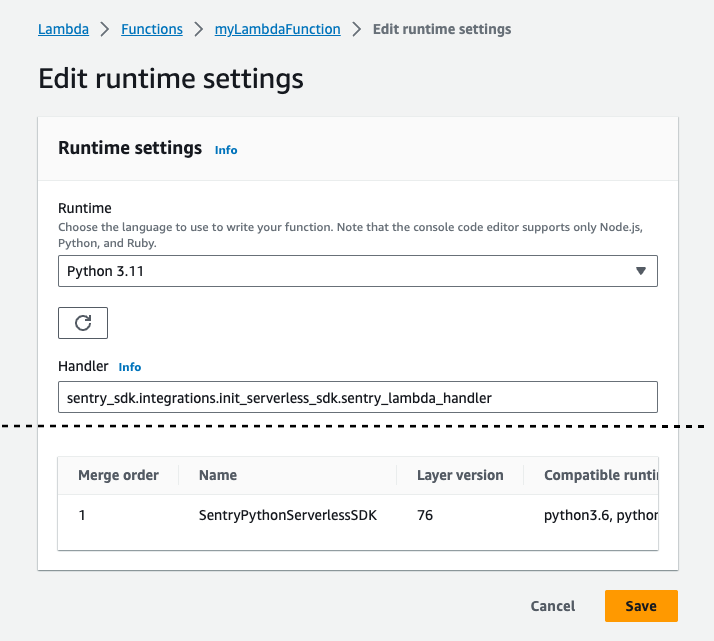 Lambda > Functions > myLambdaFunction > Edit runtime settings
Edit runtime settings
Runtime settings Info
Runtime
Choose the language to use to write your function. Note that the console code editor supports only Node.js,
Python, and Ruby.
Python 3.11
Handler Info
sentry_sdk.integrations.init_serverless_sdk.sentry_lambda_handler
Merge order Name Layer version Compatible runti
1 SentryPythonServerlessSDK 76 python3.6, python
Cancel Save